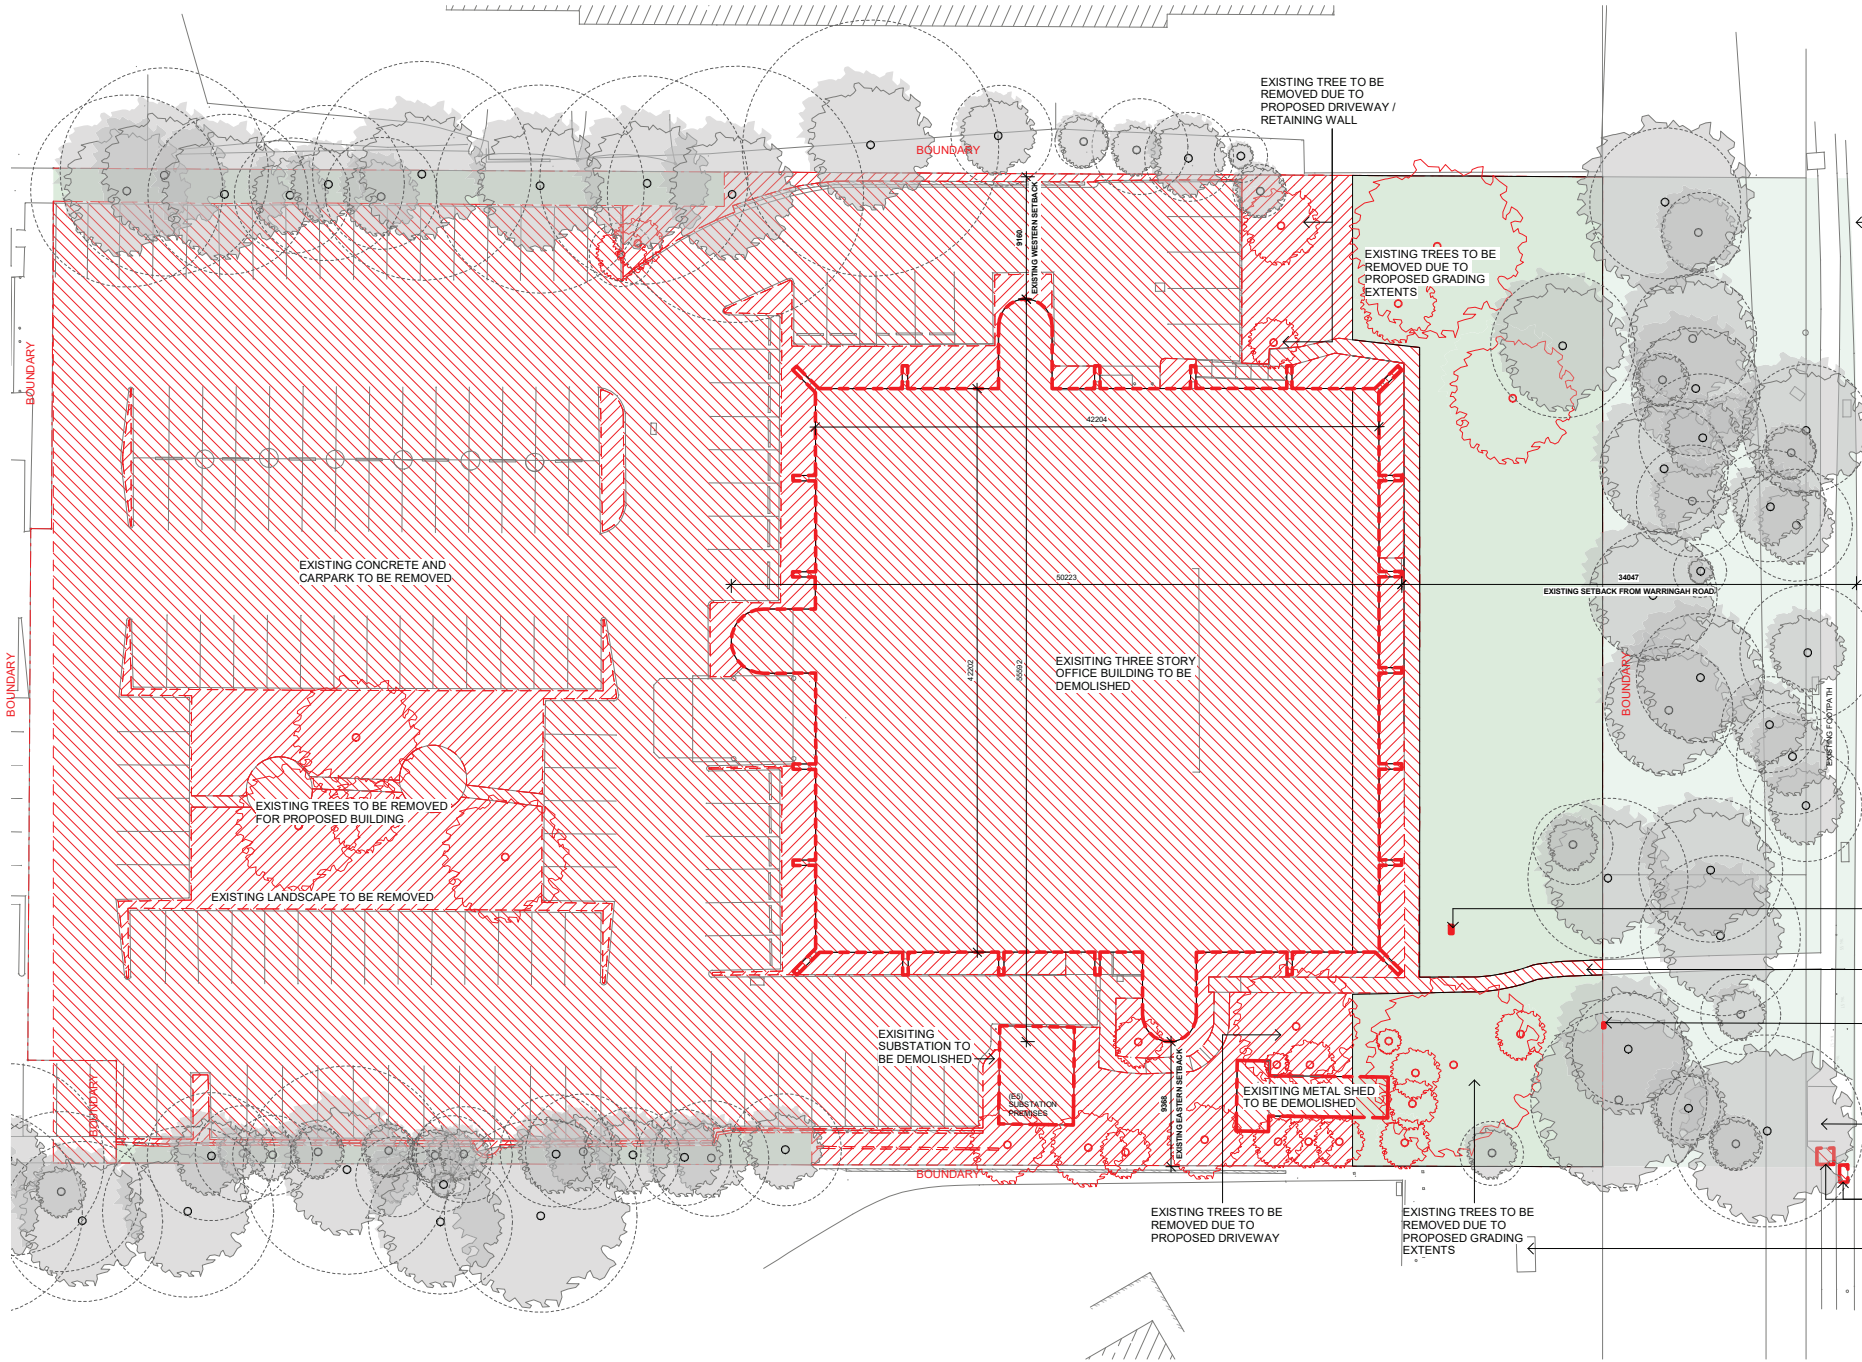 EXISTING TREE TO BE
REMOVED DUE TO
PROPOSED DRIVEWAY /
RETAINING WALL
BOUNDARY
9160
EXISTING WESTERN SETBACK
EXISTING TREES TO BE
REMOVED DUE TO
PROPOSED GRADING
EXTENTS
BOUNDARY
42204
EXISTING CONCRETE AND
CARPARK TO BE REMOVED
50223
34047
EXISTING SETBACK FROM WARRINGAH ROAD
BOUNDARY
42202
55592
EXISITING THREE STORY
OFFICE BUILDING TO BE
DEMOLISHED
BOUNDARY
EXISTING FOOTPATH
EXISTING TREES TO BE REMOVED
FOR PROPOSED BUILDING
EXISTING LANDSCAPE TO BE REMOVED
EXISITING
SUBSTATION TO
BE DEMOLISHED
(ES)
SUBSTATION
PREMISES
BOUNDARY
9368
EXISTING EASTERN SETBACK
EXISITING METAL SHED
TO BE DEMOLISHED
BOUNDARY
EXISTING TREES TO BE
REMOVED DUE TO
PROPOSED DRIVEWAY
EXISTING TREES TO BE
REMOVED DUE TO
PROPOSED GRADING
EXTENTS